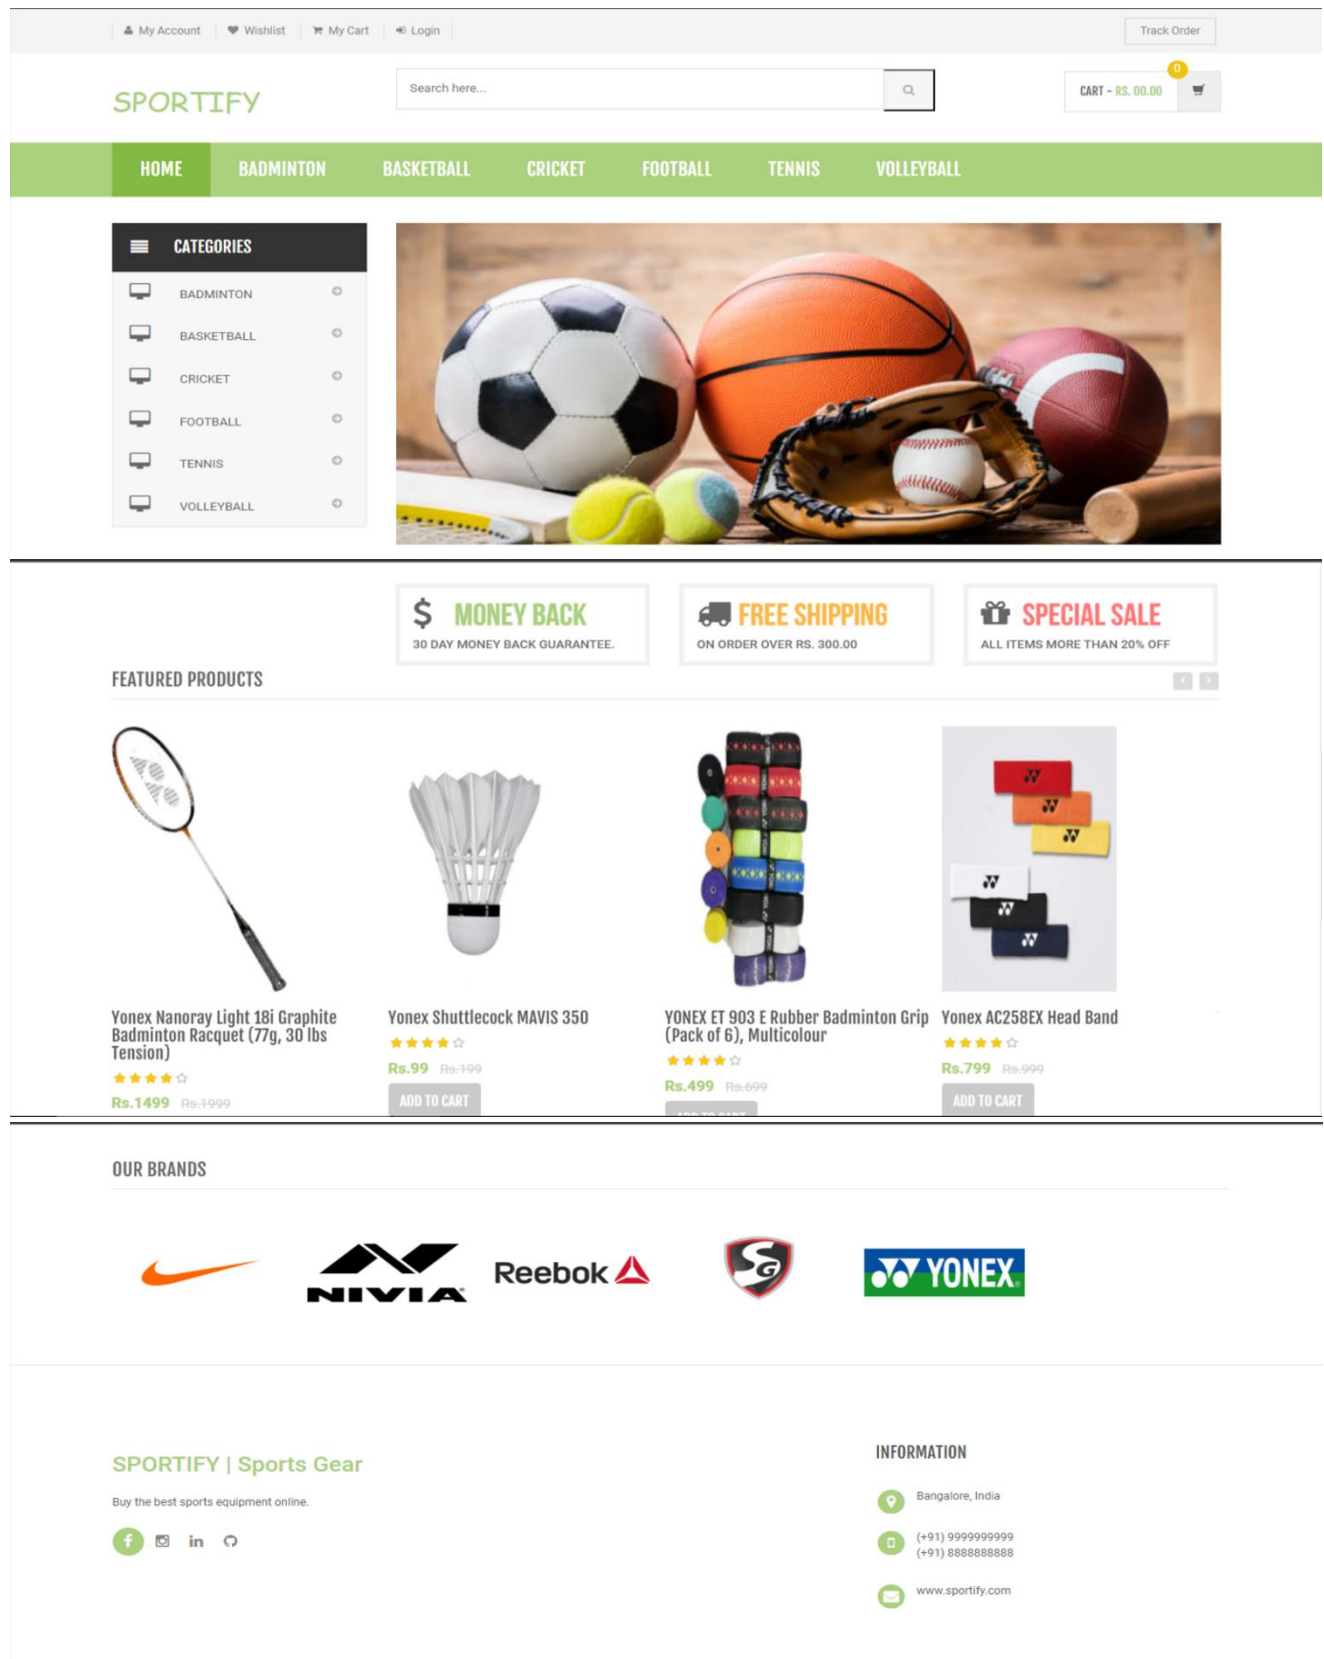 My Account Wishlist My Cart Login Track Order
SPORTIFY
Search here...
0
CART - RS. 00.00
HOME BADMINTON BASKETBALL CRICKET FOOTBALL TENNIS VOLLEYBALL
CATEGORIES
BADMINTON
BASKETBALL
CRICKET
FOOTBALL
TENNIS
VOLLEYBALL
$ MONEY BACK
30 DAY MONEY BACK GUARANTEE.
FREE SHIPPING
ON ORDER OVER RS. 300.00
SPECIAL SALE
ALL ITEMS MORE THAN 20% OFF
FEATURED PRODUCTS
Yonex Nanoray Light 18i Graphite
Badminton Racquet (77g, 30 lbs
Tension)
Rs.1499 Rs.1999
Yonex Shuttlecock MAVIS 350
Rs.99 Rs.199
ADD TO CART
YONEX ET 903 E Rubber Badminton Grip
(Pack of 6), Multicolour
Rs.499 Rs.699
ADD TO CART
Yonex AC258EX Head Band
Rs.799 Rs.999
ADD TO CART
OUR BRANDS
NIVIA
Reebok
SG
YONEX
SPORTIFY | Sports Gear
Buy the best sports equipment online.
INFORMATION
Bangalore, India
(+91) 9999999999
(+91) 8888888888
www.sportify.com